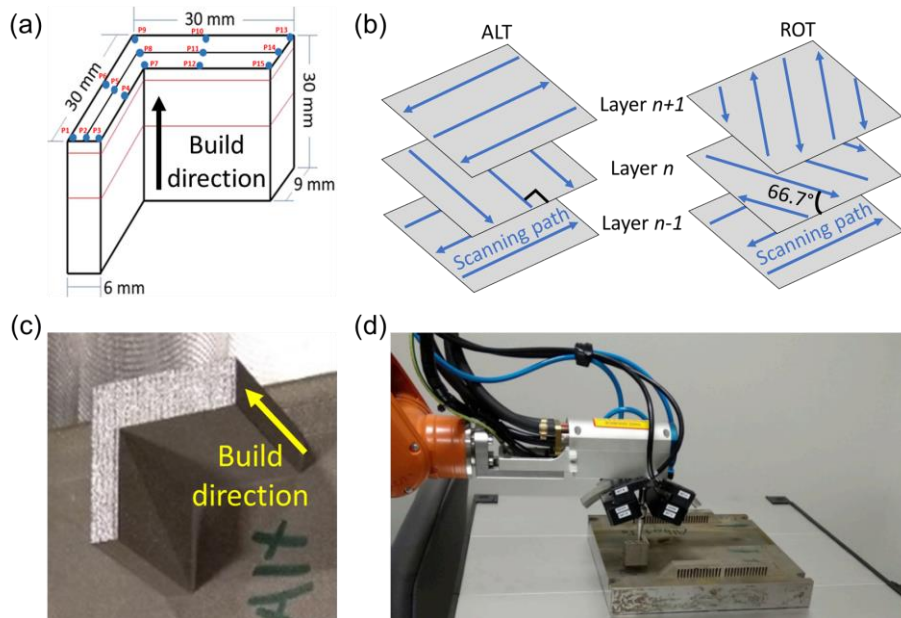 (a)
30 mm
P9
P10
P13
P8
P11
P14
P7
P12
P15
P6
P5
P4
P1
P2
P3
30 mm
30 mm
Build
direction
9 mm
6 mm
(b)
ALT
ROT
Layer n+1
Layer n
66.7°
Layer n-1
Scanning path
Scanning path
(c)
Build
direction
(d)